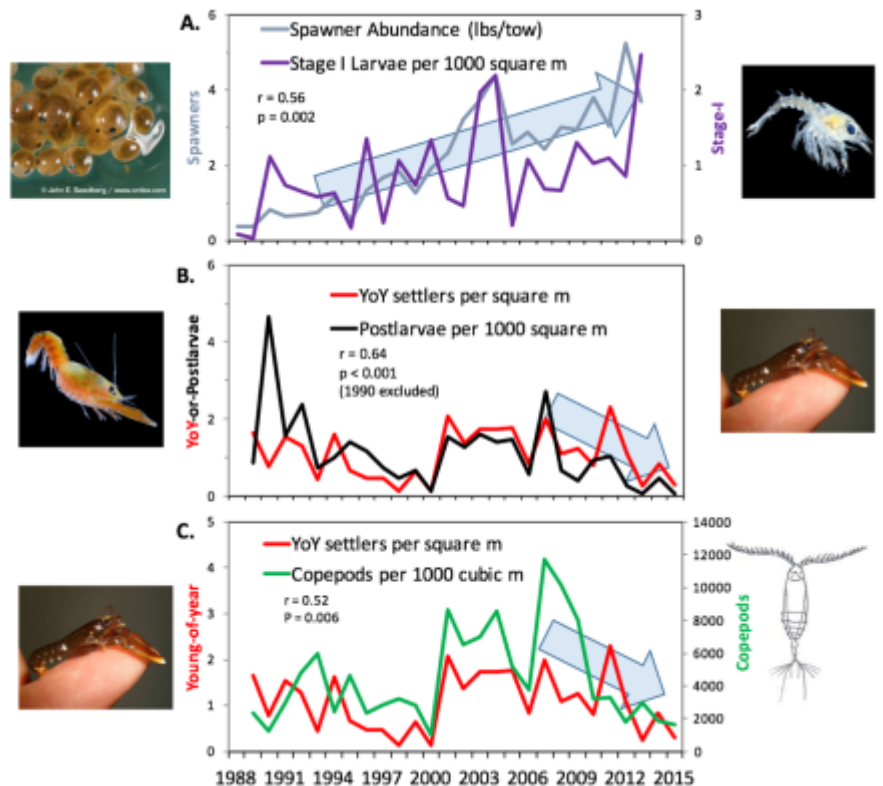 A.
Spawner Abundance (lbs/tow)
Stage I Larvae per 1000 square m
r = 0.56
p = 0.002
Spawners
Stage-I
6
4
2
0
3
2
1
0
© John E. Swedberg / www.ontka.com
B.
YoY settlers per square m
Postlarvae per 1000 square m
r = 0.64
p < 0.001
(1990 excluded)
YoY-or-Postlarvae
6
4
2
0
C.
YoY settlers per square m
Copepods per 1000 cubic m
r = 0.52
P = 0.006
Young-of-year
Copepods
5
4
3
2
1
0
14000
12000
10000
8000
6000
4000
2000
0
1988 1991 1994 1997 2000 2003 2006 2009 2012 2015